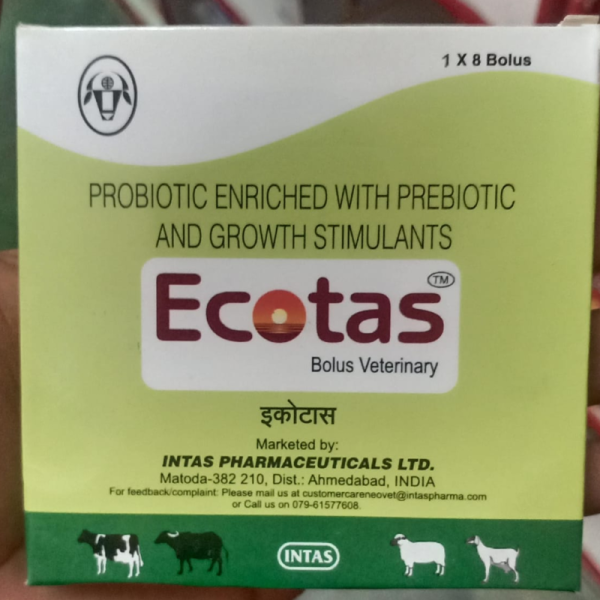 1 X 8 Bolus
PROBIOTIC ENRICHED WITH PREBIOTIC
AND GROWTH STIMULANTS
Ecotas TM
Bolus Veterinary
इकोटास
Marketed by:
INTAS PHARMACEUTICALS LTD.
Matoda-382 210, Dist.: Ahmedabad, INDIA
For feedback/complaint: Please mail us at customercareneovet@intaspharma.com
or Call us on 079-61577608.
INTAS